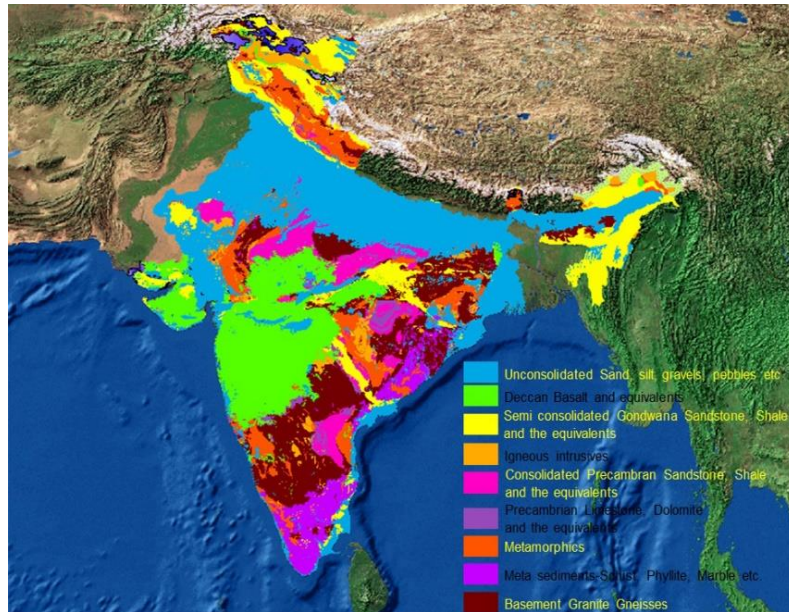 Unconsolidated Sand, silt, gravels, pebbles etc
Deccan Basalt and equivalents
Semi consolidated Gondwana Sandstone, Shale
and the equivalents
Igneous intrusives
Consolidated Precambran Sandstone, Shale
and the equivalents
Precambrian Limestone, Dolomite
and the equivalents
Metamorphics
Meta sediments-Schist, Phyllite, Marble etc.
Basement Granite Gneisses